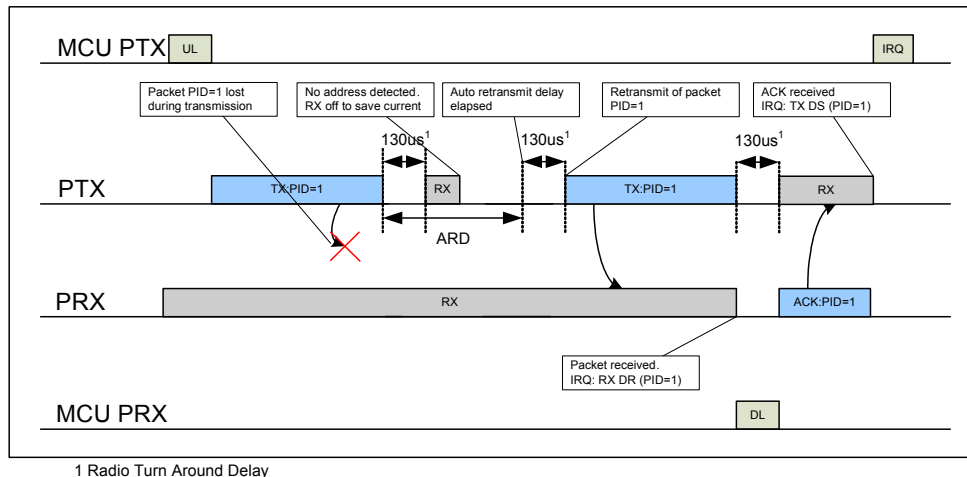 MCU PTX
UL
IRQ
Packet PID=1 lost
during transmission
No address detected.
RX off to save current
Auto retransmit delay
elapsed
Retransmit of packet
PID=1
ACK received
IRQ: TX DS (PID=1)
130us1
130us1
130us1
PTX
TX:PID=1
RX
TX:PID=1
RX
ARD
PRX
RX
ACK:PID=1
Packet received.
IRQ: RX DR (PID=1)
MCU PRX
DL
1 Radio Turn Around Delay